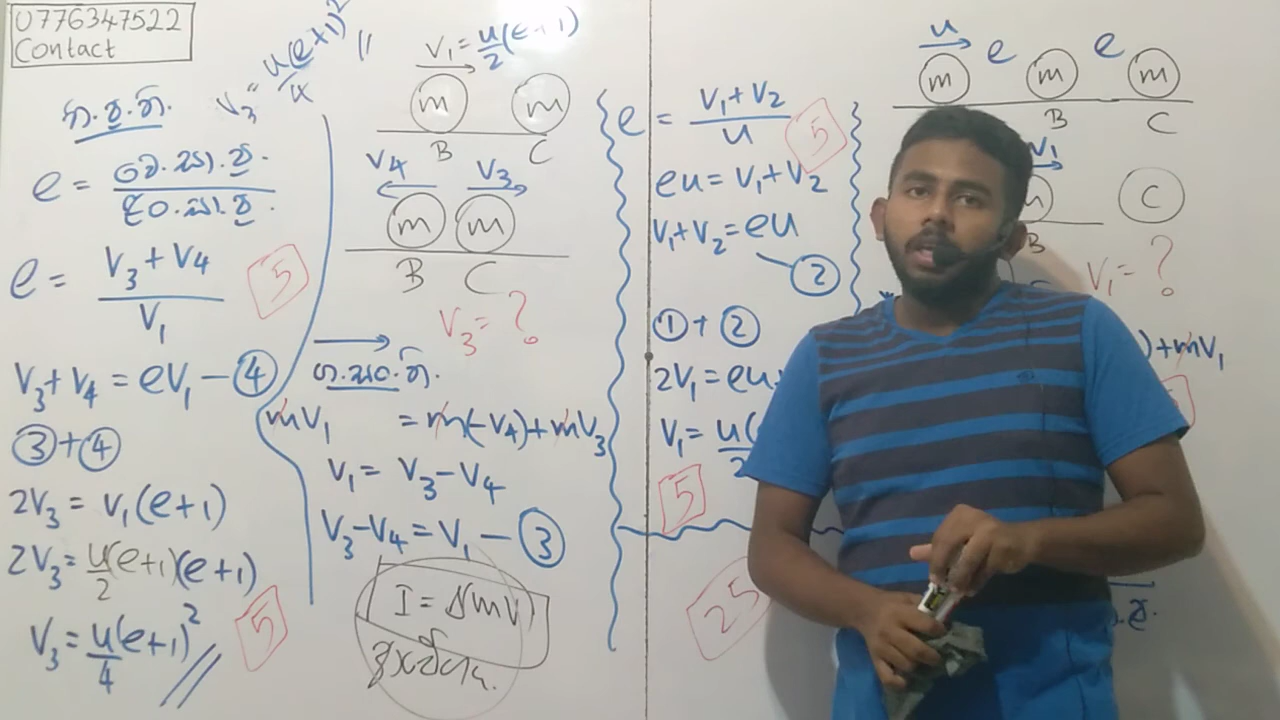 0776347522
Contact
V₃ = u(e+1)²/4 //
V₁ = u/2 (e+1)
m m
B C
V₄ V₃
m m
B C
V₃ = ?
e =
e = (V₃ + V₄)/V₁
5
V₃ + V₄ = eV₁ – ④
③ + ④
2V₃ = V₁(e+1)
2V₃ = u/2 (e+1)(e+1)
V₃ = u/4 (e+1)² //
5
mV₁ = m(-V₄) + mV₃
V₁ = V₃ - V₄
V₃ - V₄ = V₁ – ③
I = Δmv
e = (V₁ + V₂)/u
5
eu = V₁ + V₂
V₁ + V₂ = eu
②
① + ②
2V₁ = eu
V₁ = u(
2
5
25
u e e
m m m
B C
V₁
C
B
V₁ = ?
) + mV₁